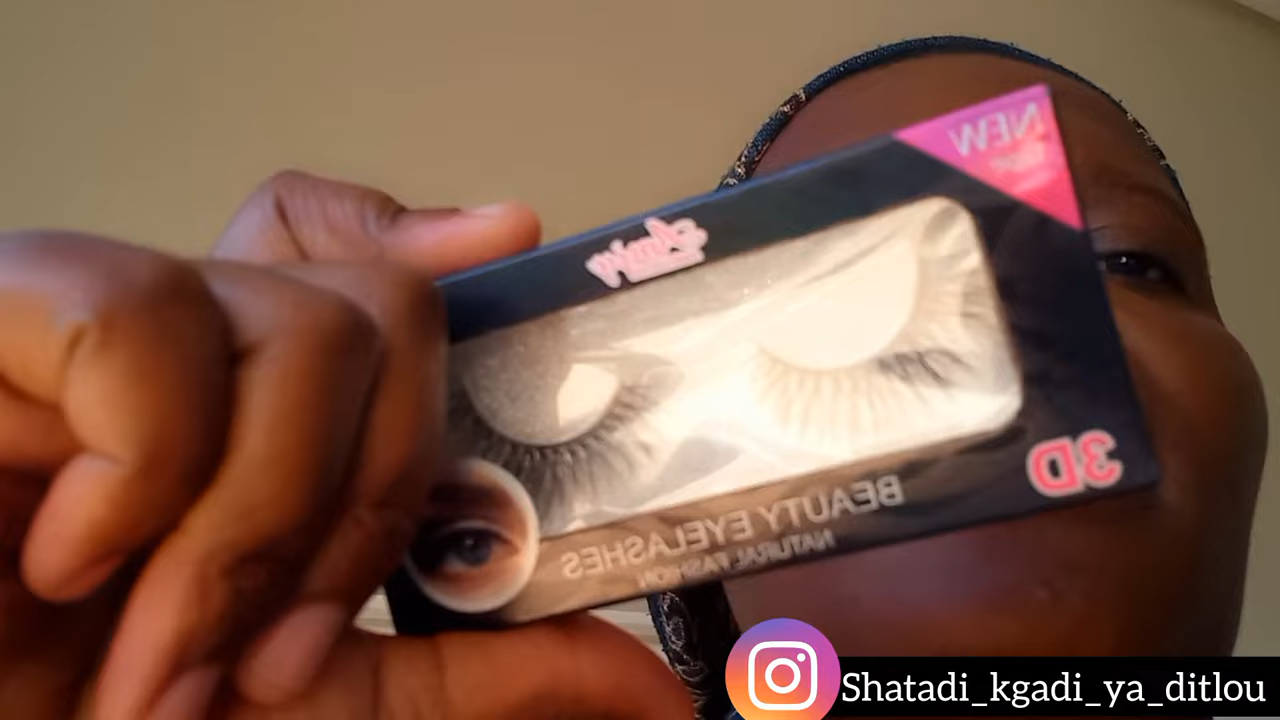 NEW
3D
BEAUTY EYELASHES
NATURAL FASHION
Shatadi_kgadi_ya_ditlou